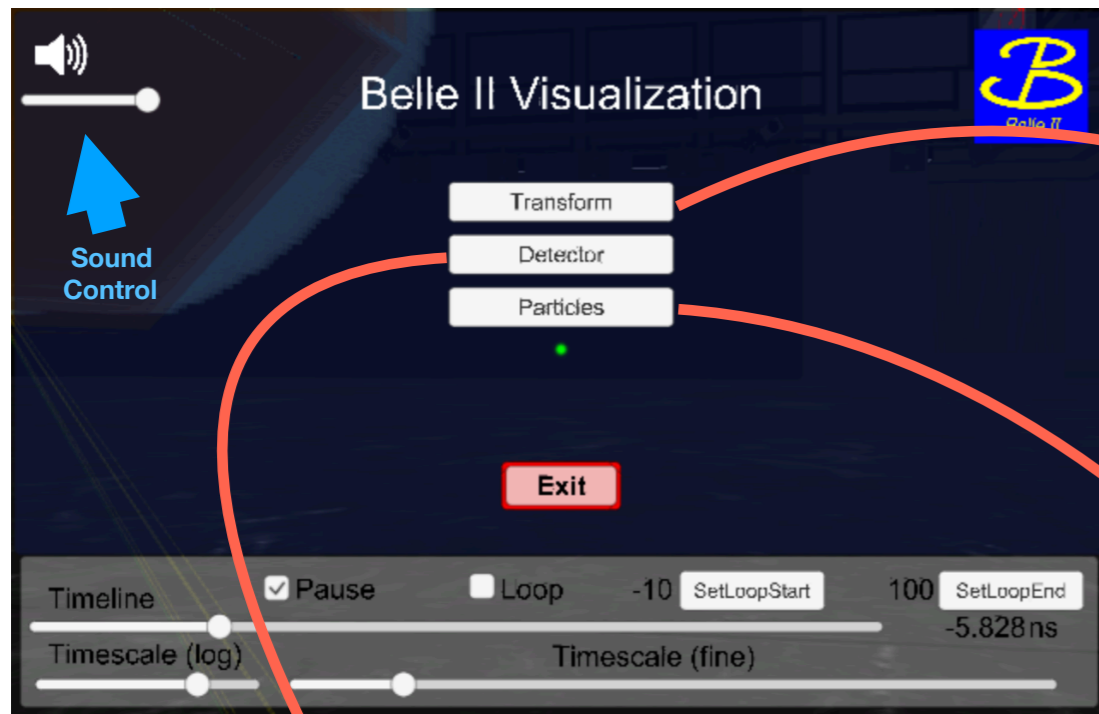 Belle II Visualization
Belle II
Transform
Detector
Particles
Sound
Control
Exit
Timeline
Pause
Loop
-10
SetLoopStart
100
SetLoopEnd
-5.828 ns
Timescale (log)
Timescale (fine)